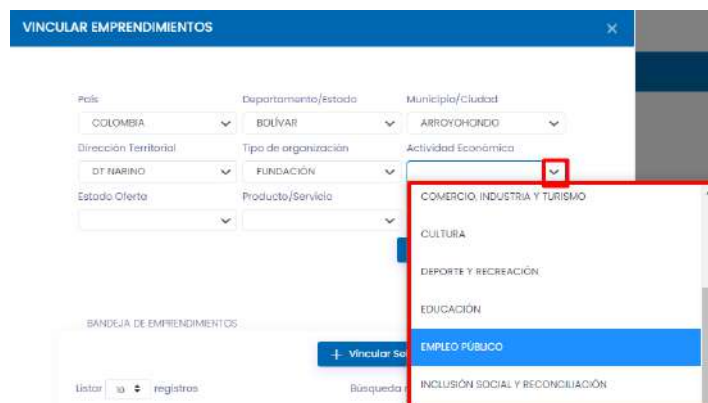 VINCULAR EMPRENDIMIENTOS ×
País Departamento/Estado Municipio/Ciudad
COLOMBIA BOLÍVAR ARROYOHONDO
Dirección Territorial Tipo de organización Actividad Económica
DT NARINO FUNDACIÓN
Estado Oferta Producto/Servicio
COMERCIO, INDUSTRIA Y TURISMO
CULTURA
DEPORTE Y RECREACIÓN
EDUCACIÓN
BANDEJA DE EMPRENDIMIENTOS
EMPLEO PÚBLICO
+ Vincular Se
INCLUSIÓN SOCIAL Y RECONCILIACIÓN
Listar 10 registros Búsqueda